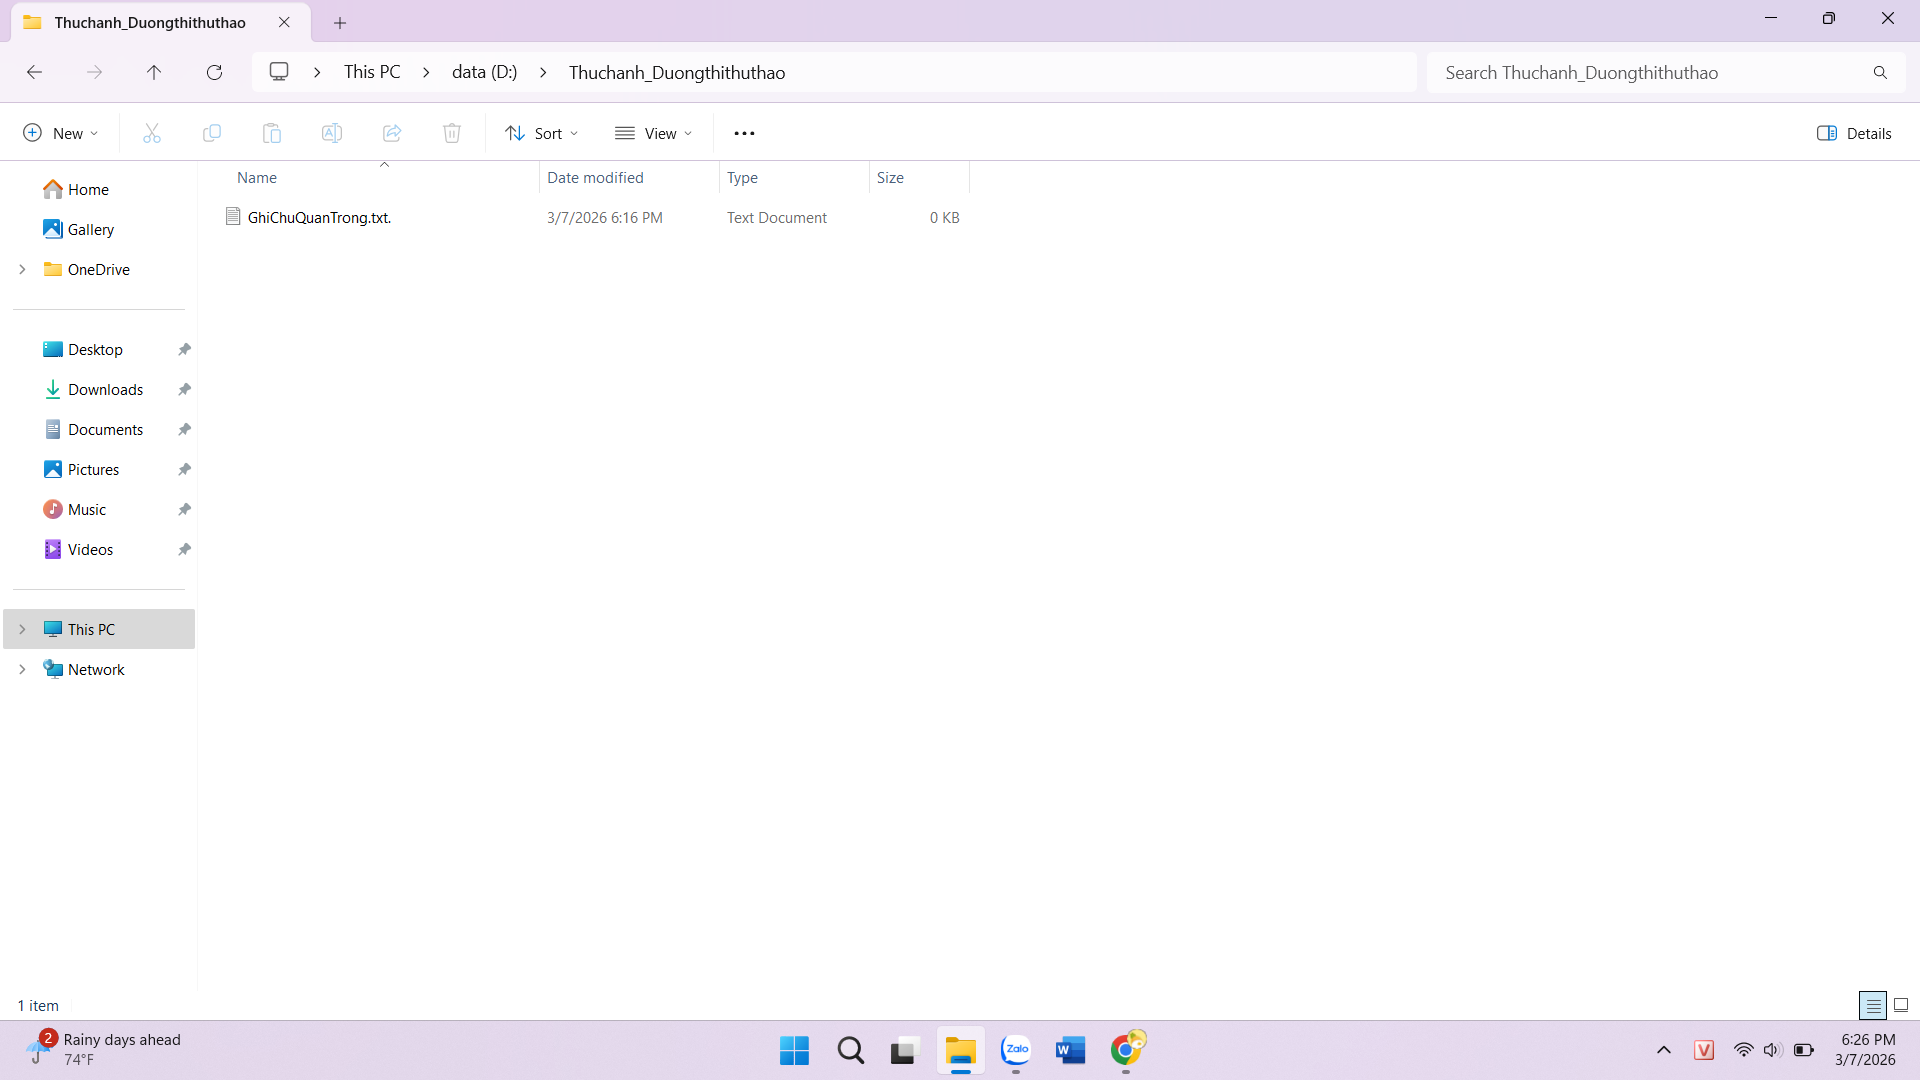 Thuchanh_Duongthithuthao
This PC > data (D:) > Thuchanh_Duongthithuthao
Search Thuchanh_Duongthithuthao
New
Sort
View
Details
Name Date modified Type Size
GhiChuQuanTrong.txt. 3/7/2026 6:16 PM Text Document 0 KB
Home
Gallery
OneDrive
Desktop
Downloads
Documents
Pictures
Music
Videos
This PC
Network
1 item
2
Rainy days ahead
74°F
Zalo
W
V
6:26 PM
3/7/2026